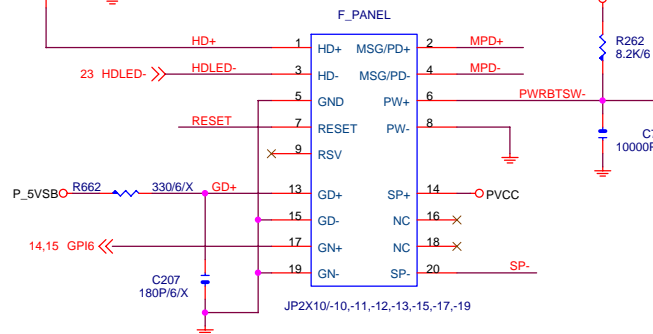 F_PANEL
HD+ 1 HD+ MSG/PD+ 2 MPD+
R262
8.2K/6
23 HDLED- HDLED- 3 HD- MSG/PD- 4 MPD-
5 GND PW+ 6 PWRBTSW-
RESET 7 RESET PW- 8
10000P
9 RSV
P_5VSB R662 330/6/X GD+ 13 GD+ SP+ 14 PVCC
15 GD- NC 16
14,15 GPI6 17 GN+ NC 18
19 GN- SP- 20 SP-
C207
180P/6/X
JP2X10/-10,-11,-12,-13,-15,-17,-19